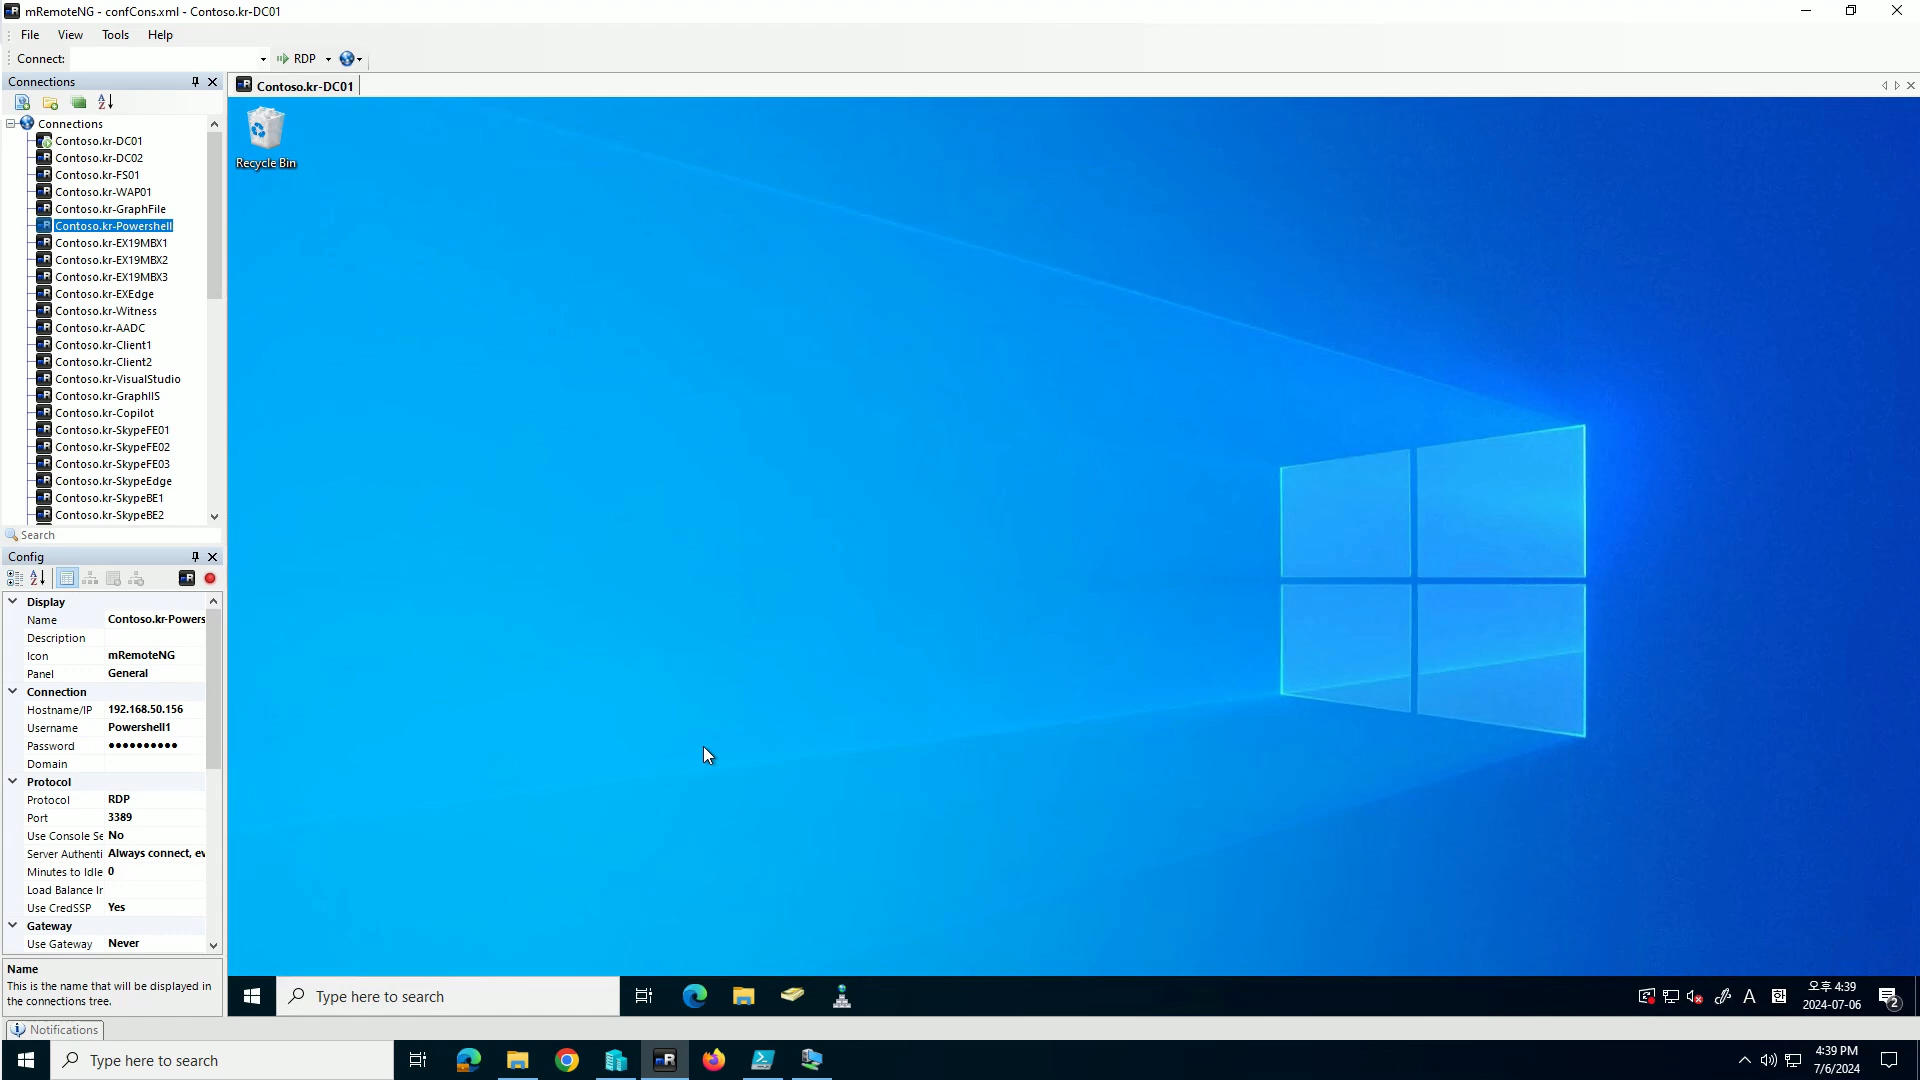 mRemoteNG - confCons.xml - Contoso.kr-DC01
File View Tools Help
Connect: RDP
Connections
Contoso.kr-DC01
Connections
Contoso.kr-DC01
Contoso.kr-DC02
Contoso.kr-FS01
Contoso.kr-WAP01
Contoso.kr-GraphFile
Contoso.kr-Powershell
Contoso.kr-EX19MBX1
Contoso.kr-EX19MBX2
Contoso.kr-EX19MBX3
Contoso.kr-EXEdge
Contoso.kr-Witness
Contoso.kr-AADC
Contoso.kr-Client1
Contoso.kr-Client2
Contoso.kr-VisualStudio
Contoso.kr-GraphIIS
Contoso.kr-Copilot
Contoso.kr-SkypeFE01
Contoso.kr-SkypeFE02
Contoso.kr-SkypeFE03
Contoso.kr-SkypeEdge
Contoso.kr-SkypeBE1
Contoso.kr-SkypeBE2
Search
Config
Display
Name Contoso.kr-Powers
Description
Icon mRemoteNG
Panel General
Connection
Hostname/IP 192.168.50.156
Username Powershell1
Password ●●●●●●●●●●
Domain
Protocol
Protocol RDP
Port 3389
Use Console Se No
Server Authenti Always connect, ev
Minutes to Idle 0
Load Balance Ir
Use CredSSP Yes
Gateway
Use Gateway Never
Name
This is the name that will be displayed in
the connections tree.
Notifications
Recycle Bin
Type here to search
A
오후 4:39
2024-07-06
2
Type here to search
4:39 PM
7/6/2024